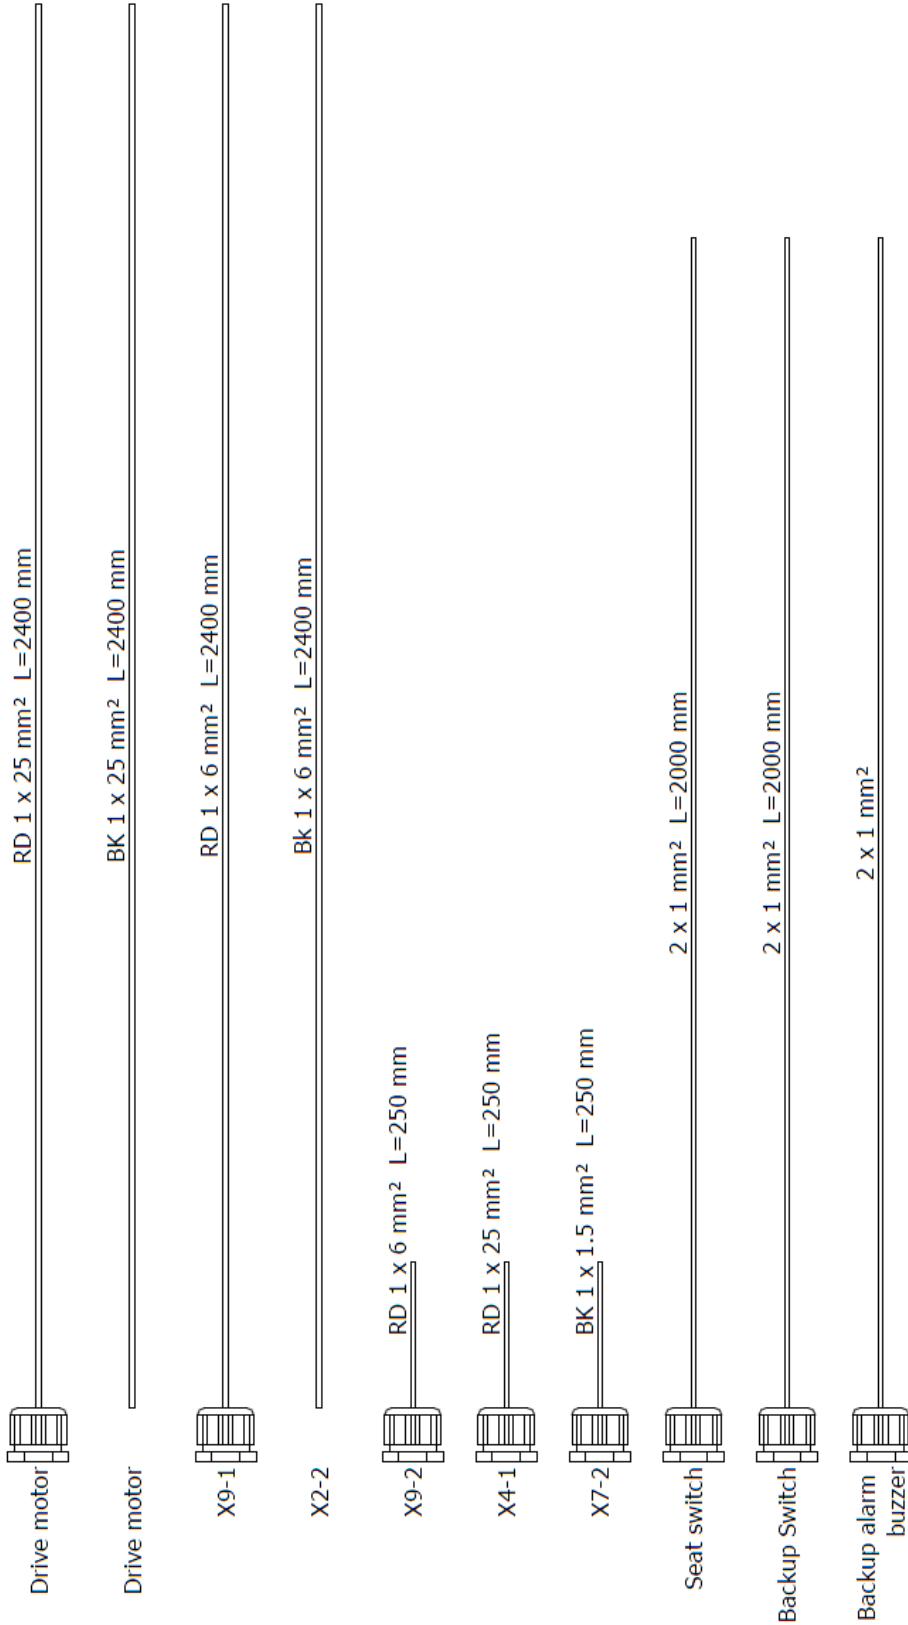 RD 1 x 25 mm² L=2400 mm
Drive motor
BK 1 x 25 mm² L=2400 mm
Drive motor
RD 1 x 6 mm² L=2400 mm
X9-1
Bk 1 x 6 mm² L=2400 mm
X2-2
RD 1 x 6 mm² L=250 mm
X9-2
RD 1 x 25 mm² L=250 mm
X4-1
BK 1 x 1.5 mm² L=250 mm
X7-2
2 x 1 mm² L=2000 mm
Seat switch
2 x 1 mm² L=2000 mm
Backup Switch
2 x 1 mm²
Backup alarm
buzzer